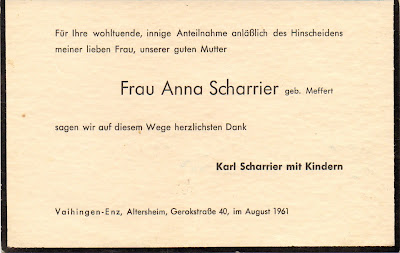 Für Ihre wohltuende, innige Anteilnahme anläßlich des Hinscheidens
meiner lieben Frau, unserer guten Mutter
Frau Anna Scharrier geb. Meffert
sagen wir auf diesem Wege herzlichsten Dank
Karl Scharrier mit Kindern
Vaihingen-Enz, Altersheim, Gerokstraße 40, im August 1961